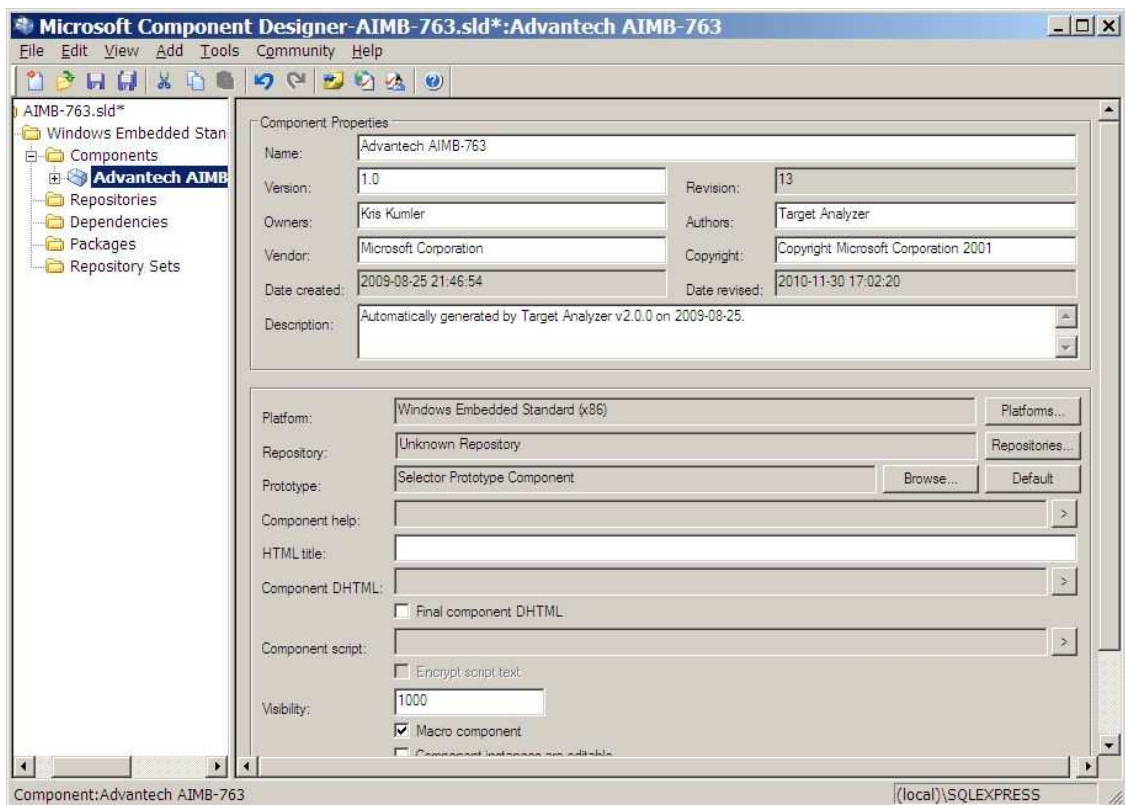 Microsoft Component Designer-AIMB-763.sld*:Advantech AIMB-763
File Edit View Add Tools Community Help
AIMB-763.sld*
Windows Embedded Stan
Components
Advantech AIMB
Repositories
Dependencies
Packages
Repository Sets
Component Properties
Name: Advantech AIMB-763
Version: 1.0 Revision: 13
Owners: Kris Kumler Authors: Target Analyzer
Vendor: Microsoft Corporation Copyright: Copyright Microsoft Corporation 2001
Date created: 2009-08-25 21:46:54 Date revised: 2010-11-30 17:02:20
Description: Automatically generated by Target Analyzer v2.0.0 on 2009-08-25.
Platform: Windows Embedded Standard (x86) Platforms...
Repository: Unknown Repository Repositories...
Prototype: Selector Prototype Component Browse... Default
Component help: >
HTML title:
Component DHTML: >
Final component DHTML
Component script: >
Encrypt script text
Visibility: 1000
Macro component
Component instances are editable
Component:Advantech AIMB-763 (local)\SQLEXPRESS